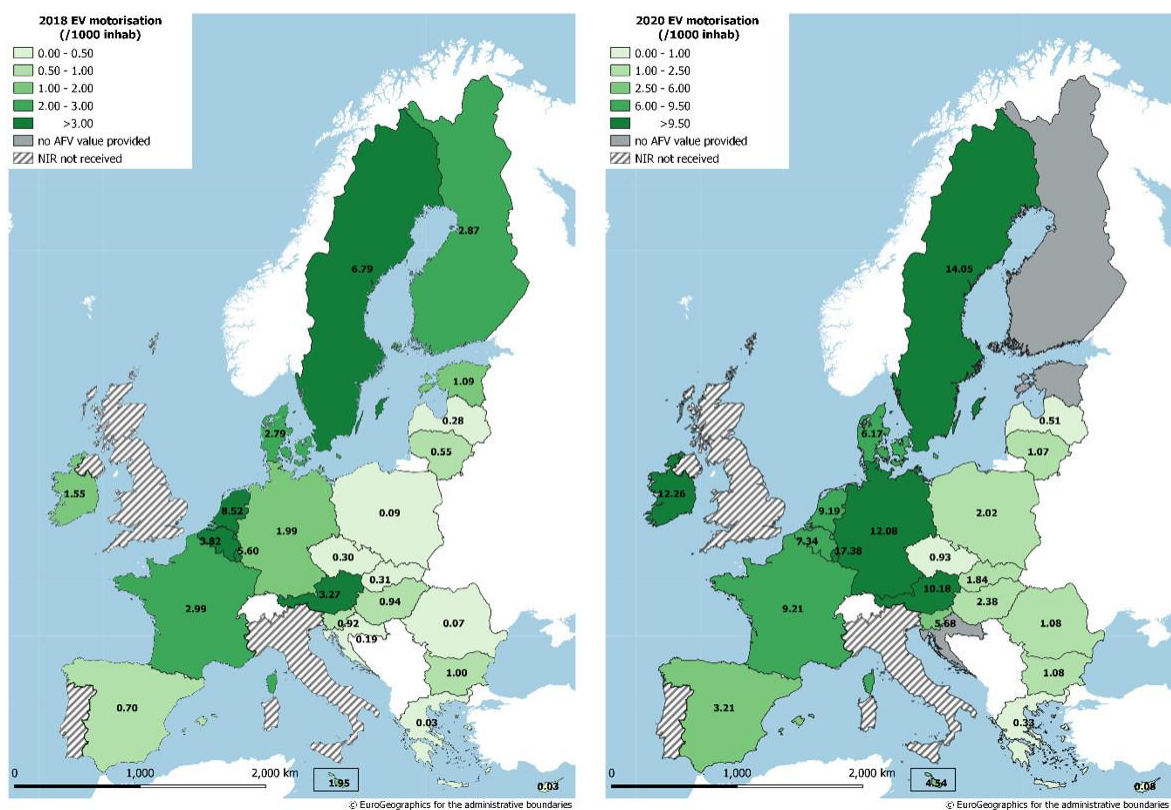 2018 EV motorisation
(/1000 inhab)
0.00 - 0.50
0.50 - 1.00
1.00 - 2.00
2.00 - 3.00
>3.00
no AFV value provided
NIR not received
2.87
6.79
1.09
0.28
2.79
0.55
1.55
8.52
0.09
1.99
3.82
5.60
0.30
0.31
3.27
0.94
2.99
0.92
0.07
0.19
1.00
0.70
0.03
0 1,000 2,000 km
1.95
0.03
© EuroGeographics for the administrative boundaries
2020 EV motorisation
(/1000 inhab)
0.00 - 1.00
1.00 - 2.50
2.50 - 6.00
6.00 - 9.50
>9.50
no AFV value provided
NIR not received
14.05
0.51
6.17
1.07
12.26
9.19
2.02
12.08
7.34
17.38
0.93
1.84
10.18
2.38
9.21
5.68
1.08
1.08
3.21
0.33
0 1,000 2,000 km
4.54
0.08
© EuroGeographics for the administrative boundaries